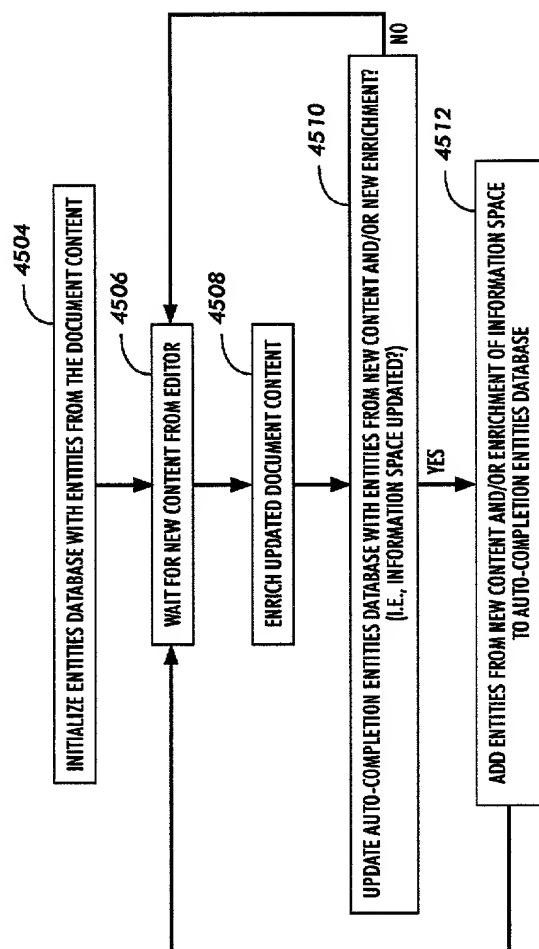 4504
INITIALIZE ENTITIES DATABASE WITH ENTITIES FROM THE DOCUMENT CONTENT
4506
WAIT FOR NEW CONTENT FROM EDITOR
4508
ENRICH UPDATED DOCUMENT CONTENT
4510
UPDATE AUTO-COMPLETION ENTITIES DATABASE WITH ENTITIES FROM NEW CONTENT AND/OR NEW ENRICHMENT?
(I.E., INFORMATION SPACE UPDATED?)
NO
YES
4512
ADD ENTITIES FROM NEW CONTENT AND/OR ENRICHMENT OF INFORMATION SPACE
TO AUTO-COMPLETION ENTITIES DATABASE